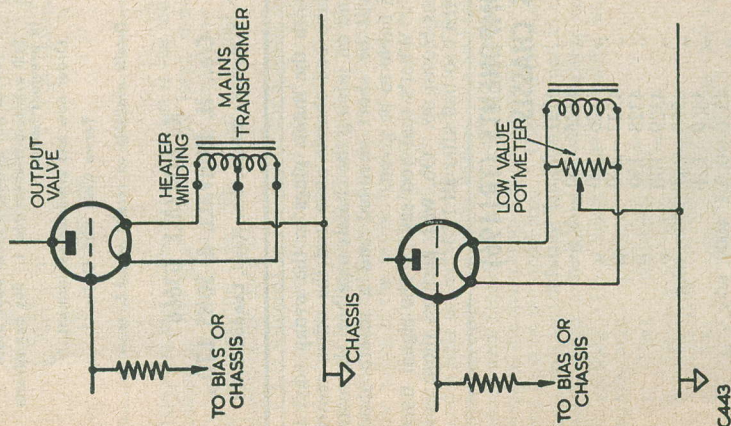 OUTPUT
VALVE
HEATER
WINDING
MAINS
TRANSFORMER
TO BIAS OR
CHASSIS
CHASSIS
LOW VALUE
POT'METER
TO BIAS OR
CHASSIS
C443